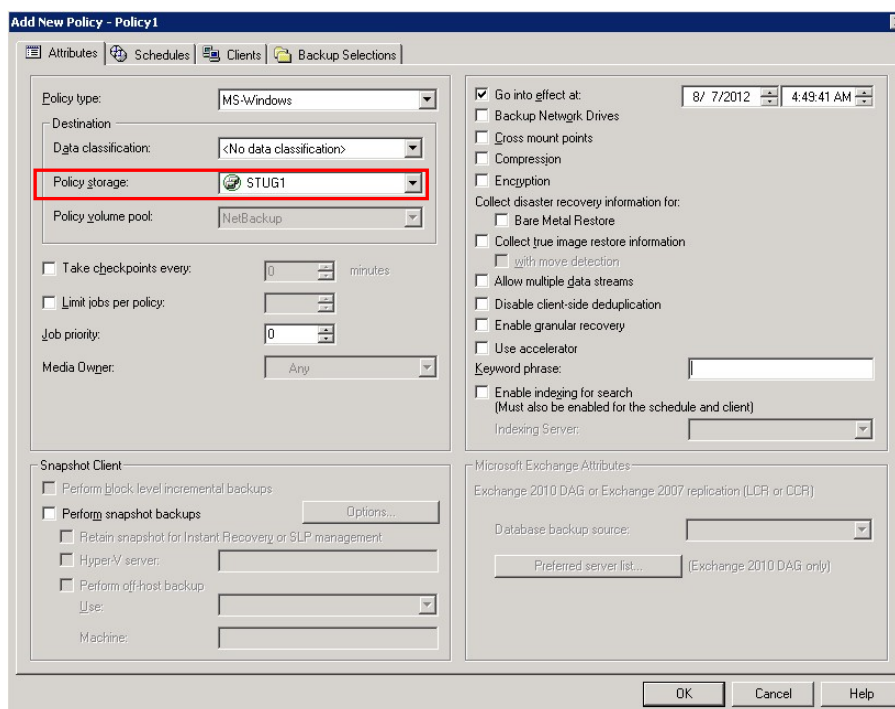 Add New Policy - Policy1
Attributes Schedules Clients Backup Selections
Policy type: MS-Windows
Destination
Data classification: <No data classification>
Policy storage: STUG1
Policy volume pool: NetBackup
Take checkpoints every: 0 minutes
Limit jobs per policy:
Job priority: 0
Media Owner: Any
Go into effect at: 8/ 7/2012 4:49:41 AM
Backup Network Drives
Cross mount points
Compression
Encryption
Collect disaster recovery information for:
Bare Metal Restore
Collect true image restore information
with move detection
Allow multiple data streams
Disable client-side deduplication
Enable granular recovery
Use accelerator
Keyword phrase:
Enable indexing for search
(Must also be enabled for the schedule and client)
Indexing Server:
Snapshot Client
Perform block level incremental backups
Perform snapshot backups Options...
Retain snapshot for Instant Recovery or SLP management
Hyper-V server:
Perform off-host backup
Use:
Machine:
Microsoft Exchange Attributes
Exchange 2010 DAG or Exchange 2007 replication (LCR or CCR)
Database backup source:
Preferred server list... (Exchange 2010 DAG only)
OK Cancel Help